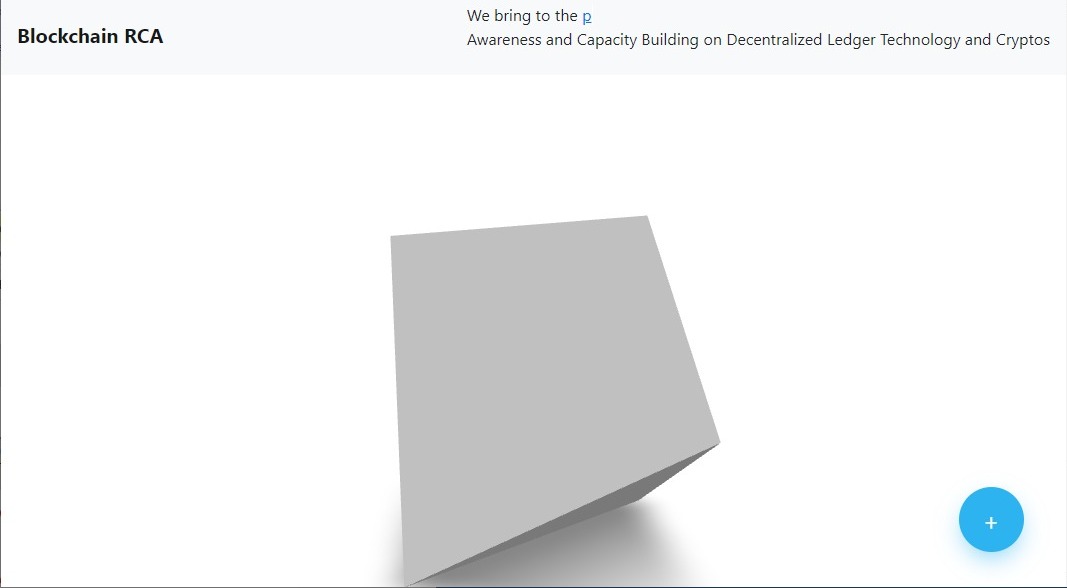 Blockchain RCA
We bring to the p
Awareness and Capacity Building on Decentralized Ledger Technology and Cryptos
+